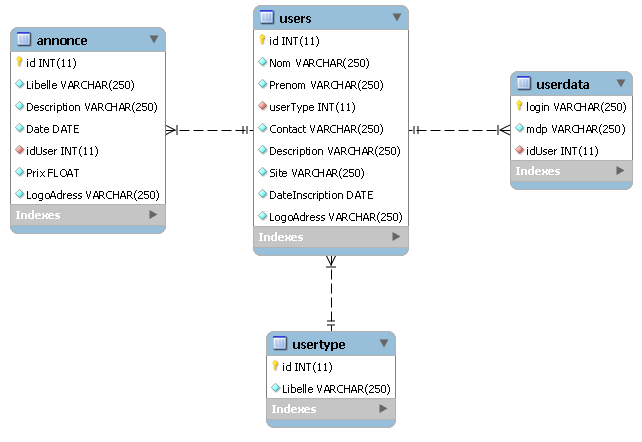 annonce
id INT(11)
Libelle VARCHAR(250)
Description VARCHAR(250)
Date DATE
idUser INT(11)
Prix FLOAT
LogoAdress VARCHAR(250)
Indexes
users
id INT(11)
Nom VARCHAR(250)
Prenom VARCHAR(250)
userType INT(11)
Contact VARCHAR(250)
Description VARCHAR(250)
Site VARCHAR(250)
DateInscription DATE
LogoAdress VARCHAR(250)
Indexes
userdata
login VARCHAR(250)
mdp VARCHAR(250)
idUser INT(11)
Indexes
usertype
id INT(11)
Libelle VARCHAR(250)
Indexes